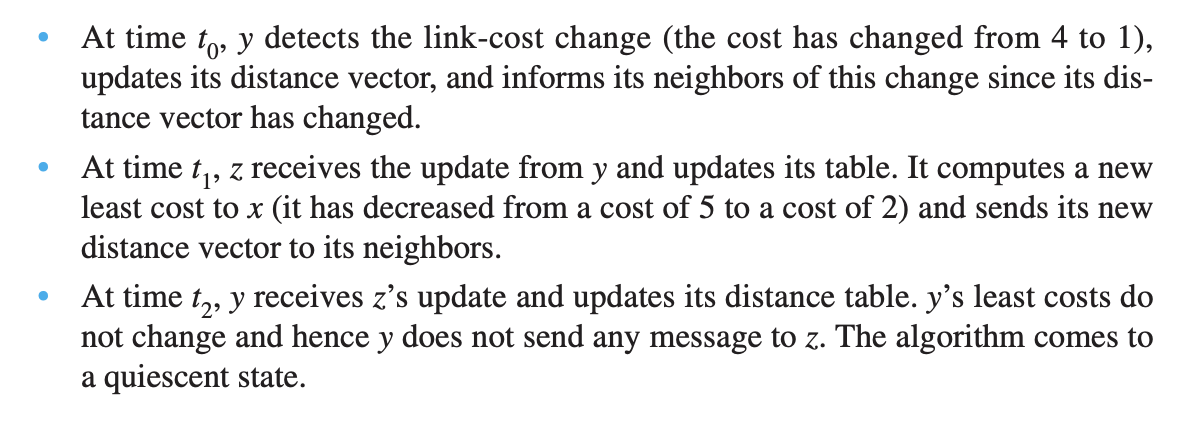 • At time t₀, y detects the link-cost change (the cost has changed from 4 to 1),
updates its distance vector, and informs its neighbors of this change since its dis-
tance vector has changed.
• At time t₁, z receives the update from y and updates its table. It computes a new
least cost to x (it has decreased from a cost of 5 to a cost of 2) and sends its new
distance vector to its neighbors.
• At time t₂, y receives z’s update and updates its distance table. y’s least costs do
not change and hence y does not send any message to z. The algorithm comes to
a quiescent state.